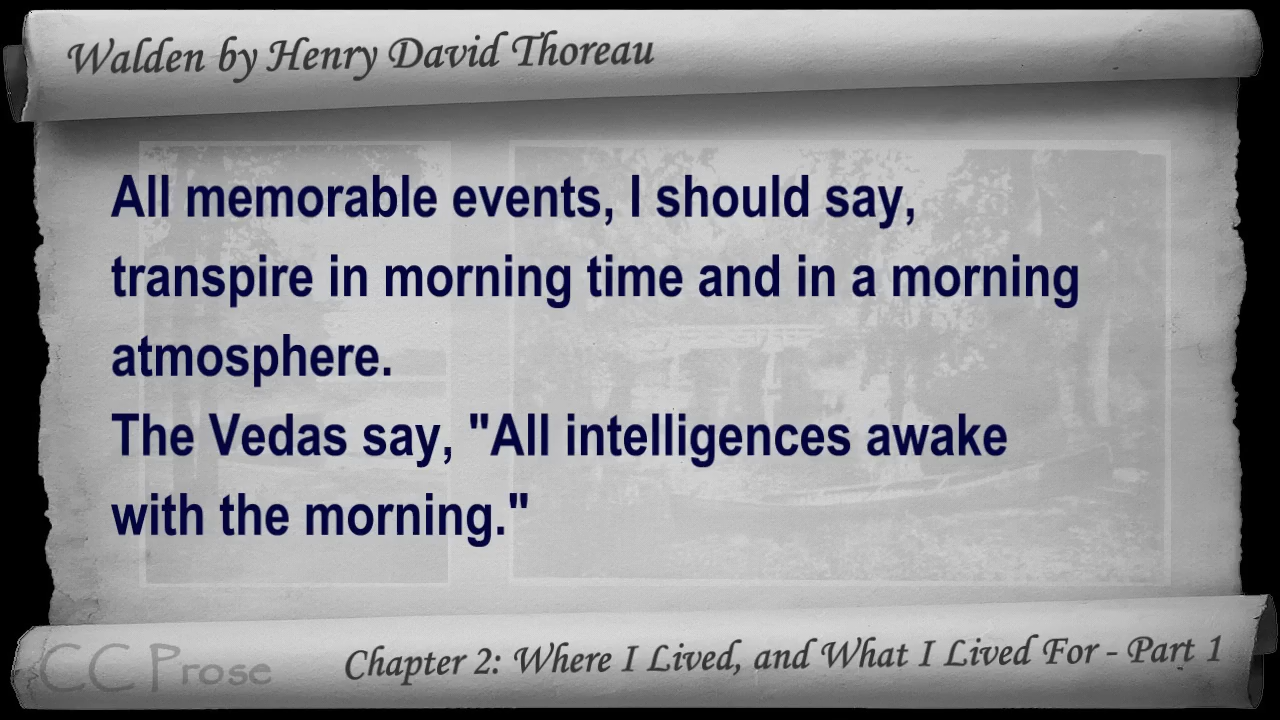 Walden by Henry David Thoreau
All memorable events, I should say,
transpire in morning time and in a morning
atmosphere.
The Vedas say, "All intelligences awake
with the morning."
CC Prose
Chapter 2: Where I Lived, and What I Lived For - Part 1